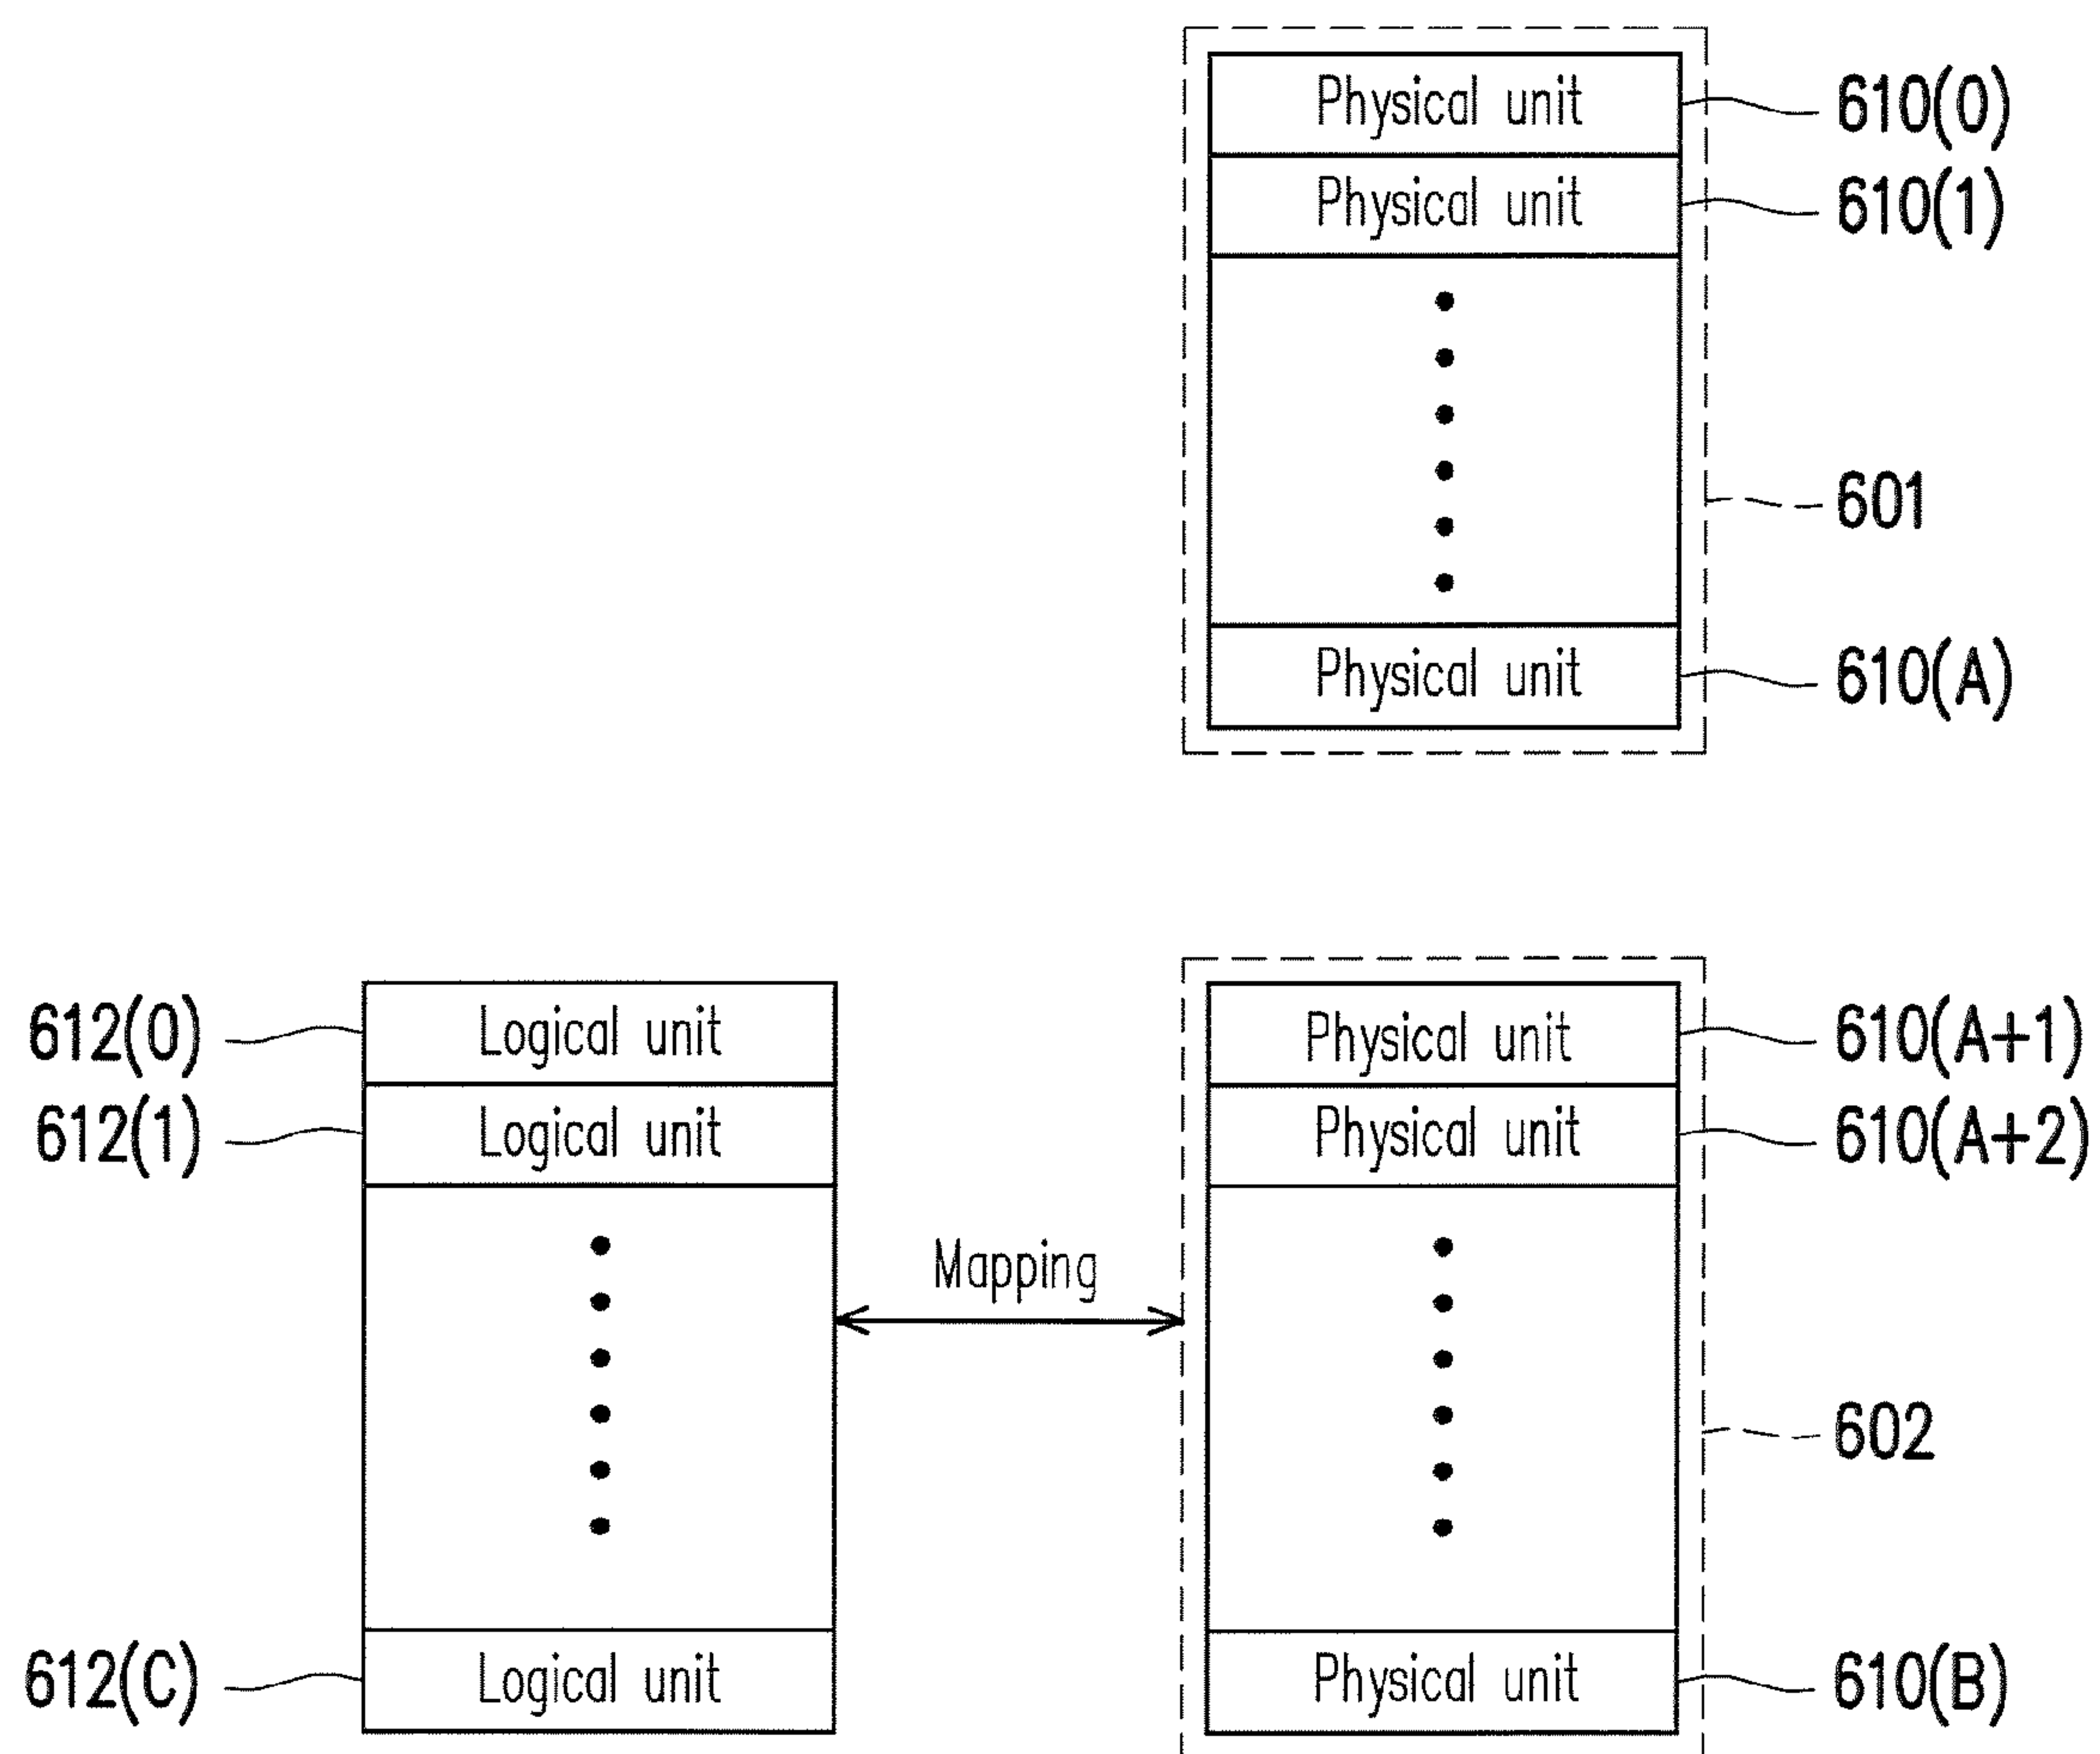 Physical unit 610(0)
Physical unit 610(1)
601
Physical unit 610(A)
612(0) Logical unit Physical unit 610(A+1)
612(1) Logical unit Physical unit 610(A+2)
Mapping
602
612(C) Logical unit Physical unit 610(B)